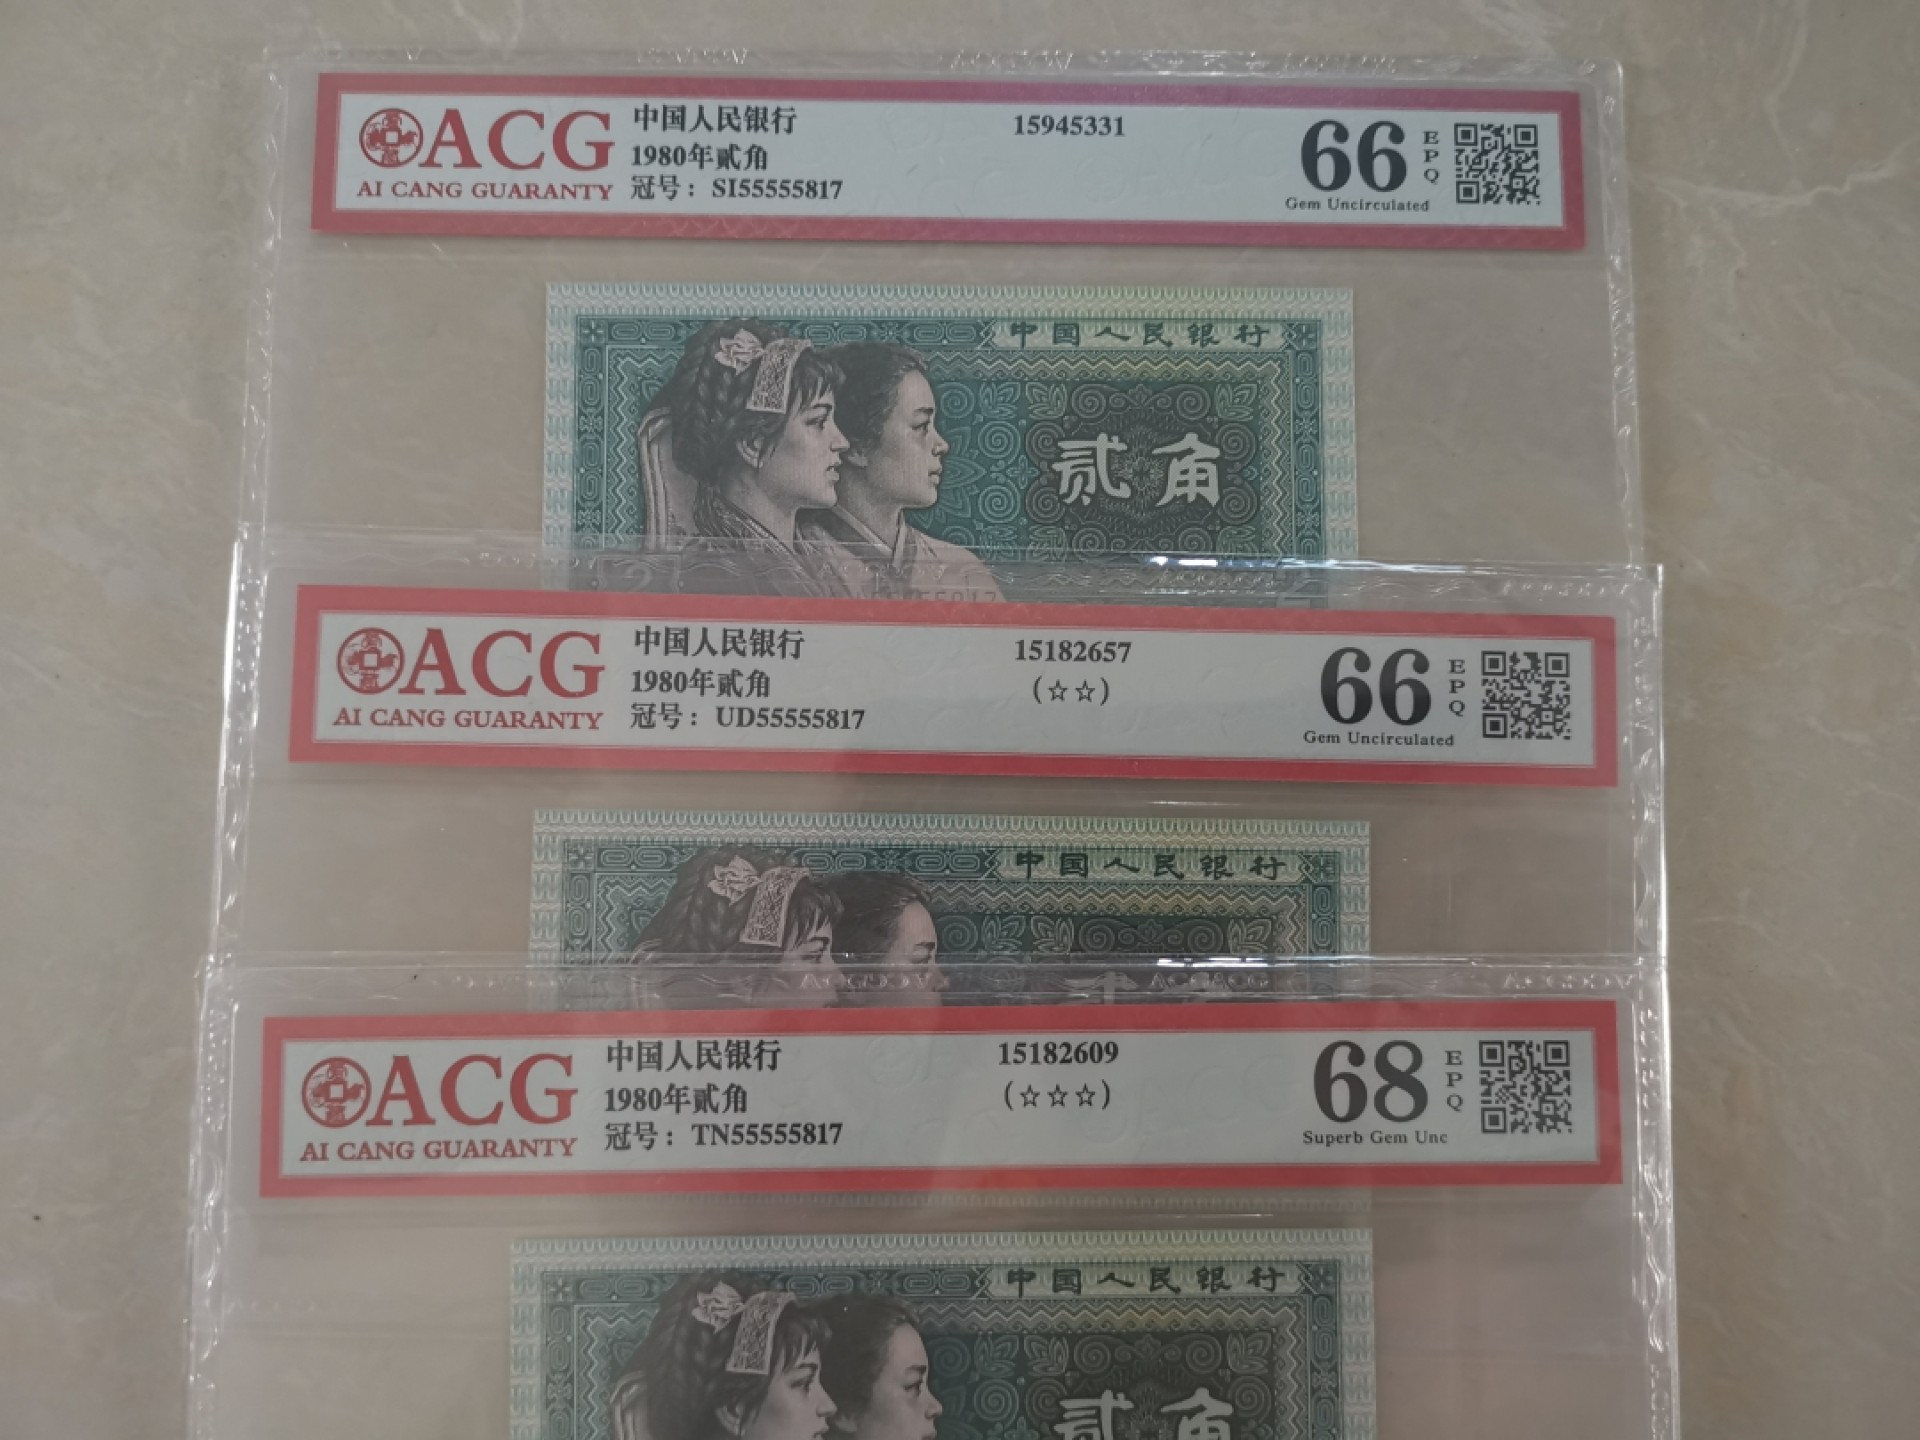 ACG
AI CANG GUARANTY
中国人民银行
1980年贰角
冠号： SI55555817
15945331
66
EPQ
Gem Uncirculated
中国人民银行
贰角
ACG
AI CANG GUARANTY
中国人民银行
1980年贰角
冠号： UD55555817
15182657
(☆☆)
66
EPQ
Gem Uncirculated
中国人民银行
ACG
AI CANG GUARANTY
中国人民银行
1980年贰角
冠号： TN55555817
15182609
(☆☆☆)
68
EPQ
Superb Gem Unc
中国人民银行
贰角